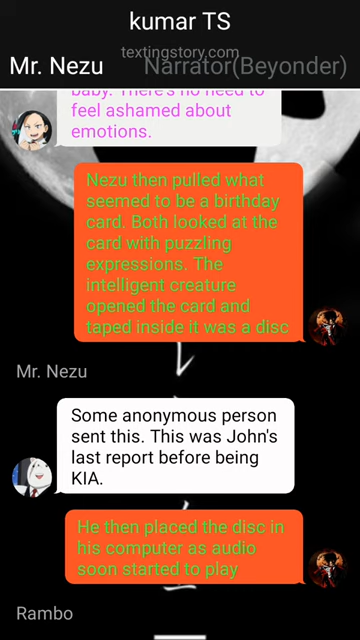 kumar TS
textingstory.com
Mr. Nezu
Narrator(Beyonder)
baby. There's no need to
feel ashamed about
emotions.
Nezu then pulled what
seemed to be a birthday
card. Both looked at the
card with puzzling
expressions. The
intelligent creature
opened the card and
taped inside it was a disc
Mr. Nezu
Some anonymous person
sent this. This was John's
last report before being
KIA.
He then placed the disc in
his computer as audio
soon started to play
Rambo